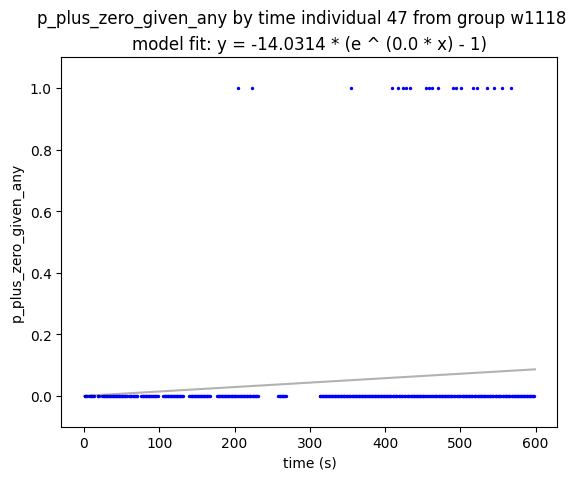 p_plus_zero_given_any by time individual 47 from group w1118
model fit: y = -14.0314 * (e ^ (0.0 * x) - 1)
1.0
0.8
0.6
0.4
0.2
0.0
p_plus_zero_given_any
0 100 200 300 400 500 600
time (s)